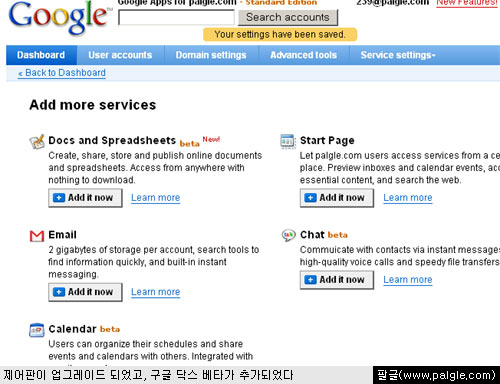 Google Apps for palgle.com - Standard Edition
239@palgle.com New Features!
Google™
Search accounts
Your settings have been saved.
Dashboard User accounts Domain settings Advanced tools Service settings
« Back to Dashboard
Add more services
Docs and Spreadsheets beta New!
Create, share, store and publish online documents
and spreadsheets. Access from anywhere with
nothing to download.
Add it now Learn more
Start Page
Let palgle.com users access services from a ce
place. Preview inboxes and calendar events, acc
essential content, and search the web.
Add it now Learn more
Email
2 gigabytes of storage per account, search tools to
find information quickly, and built-in instant
messaging.
Add it now Learn more
Chat beta
Commuicate with contacts via instant messages
high-quality voice calls and speedy file transfers
Add it now Learn more
Calendar beta
Users can organize their schedules and share
events and calendars with others. Integrated with
제어판이 업그레이드 되었고, 구글 닥스 베타가 추가되었다
팔글(www.palgle.com)